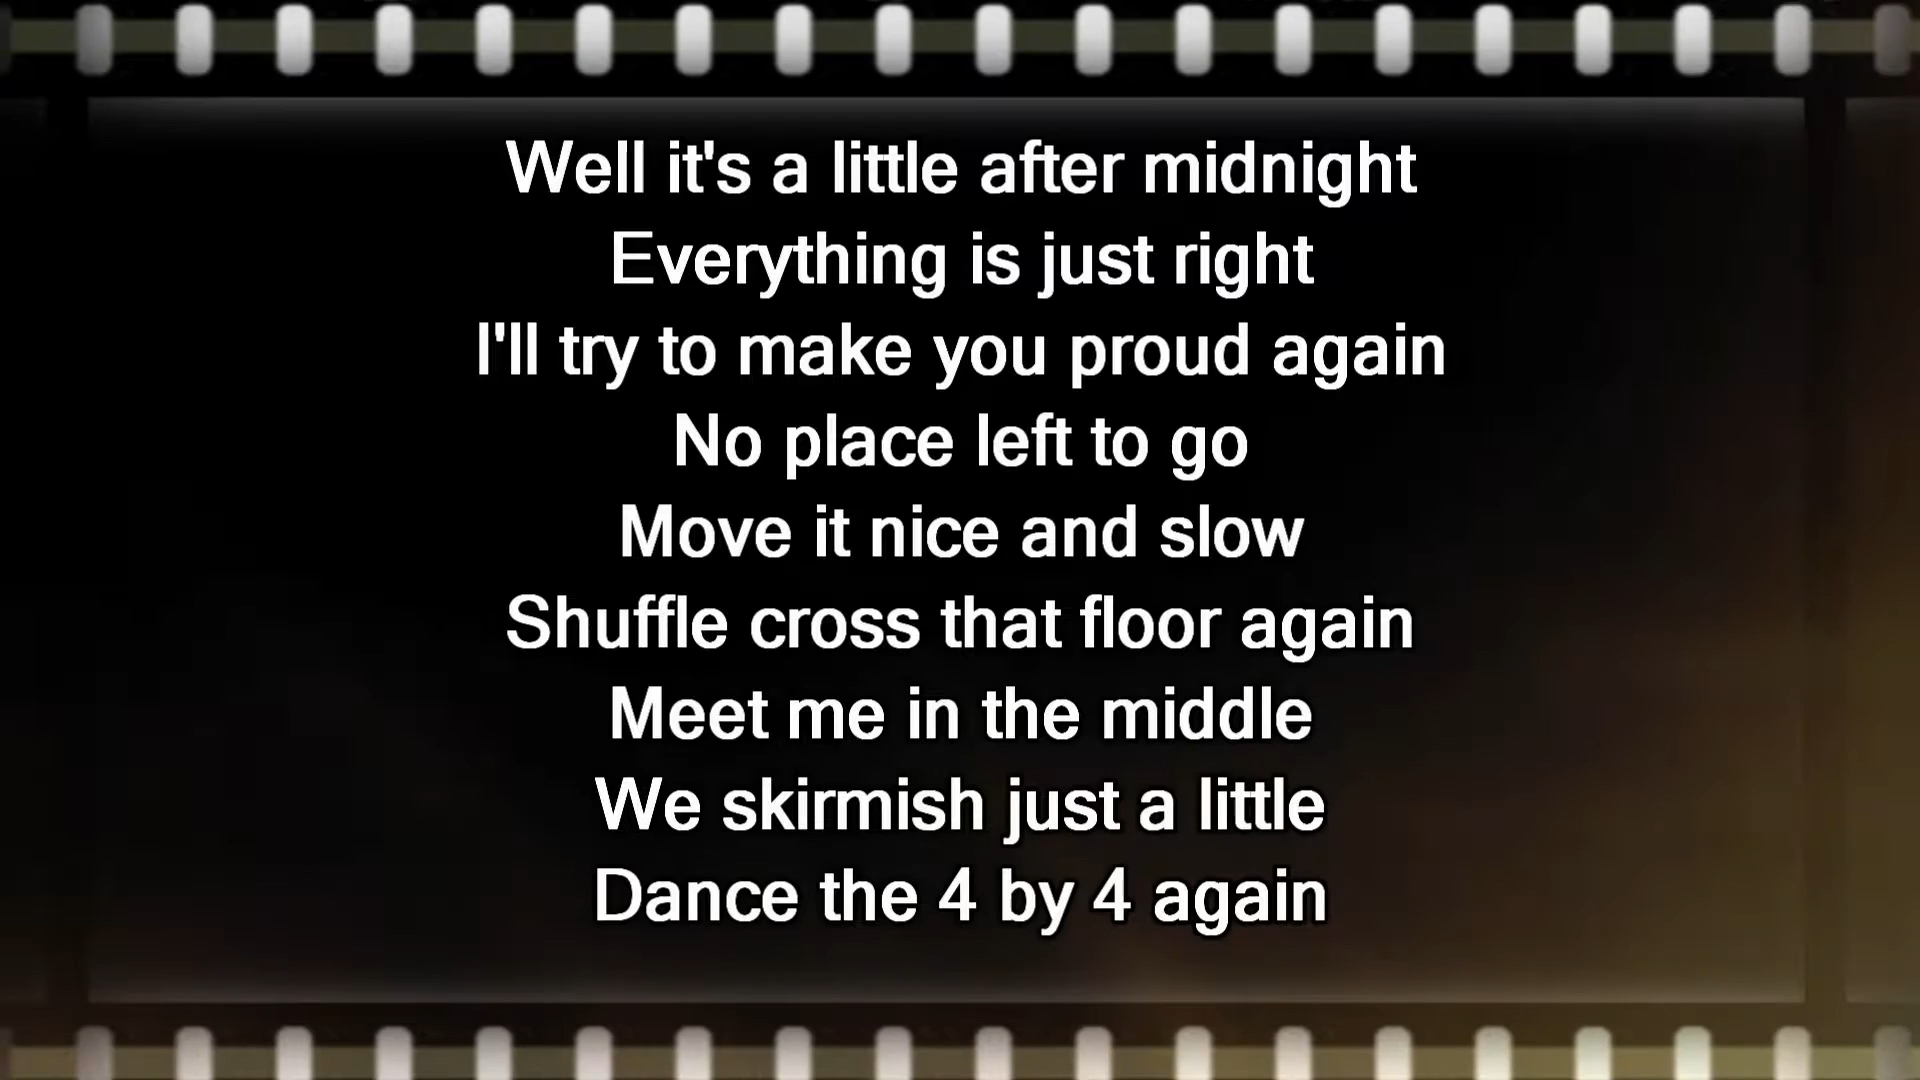 Well it's a little after midnight
Everything is just right
I'll try to make you proud again
No place left to go
Move it nice and slow
Shuffle cross that floor again
Meet me in the middle
We skirmish just a little
Dance the 4 by 4 again